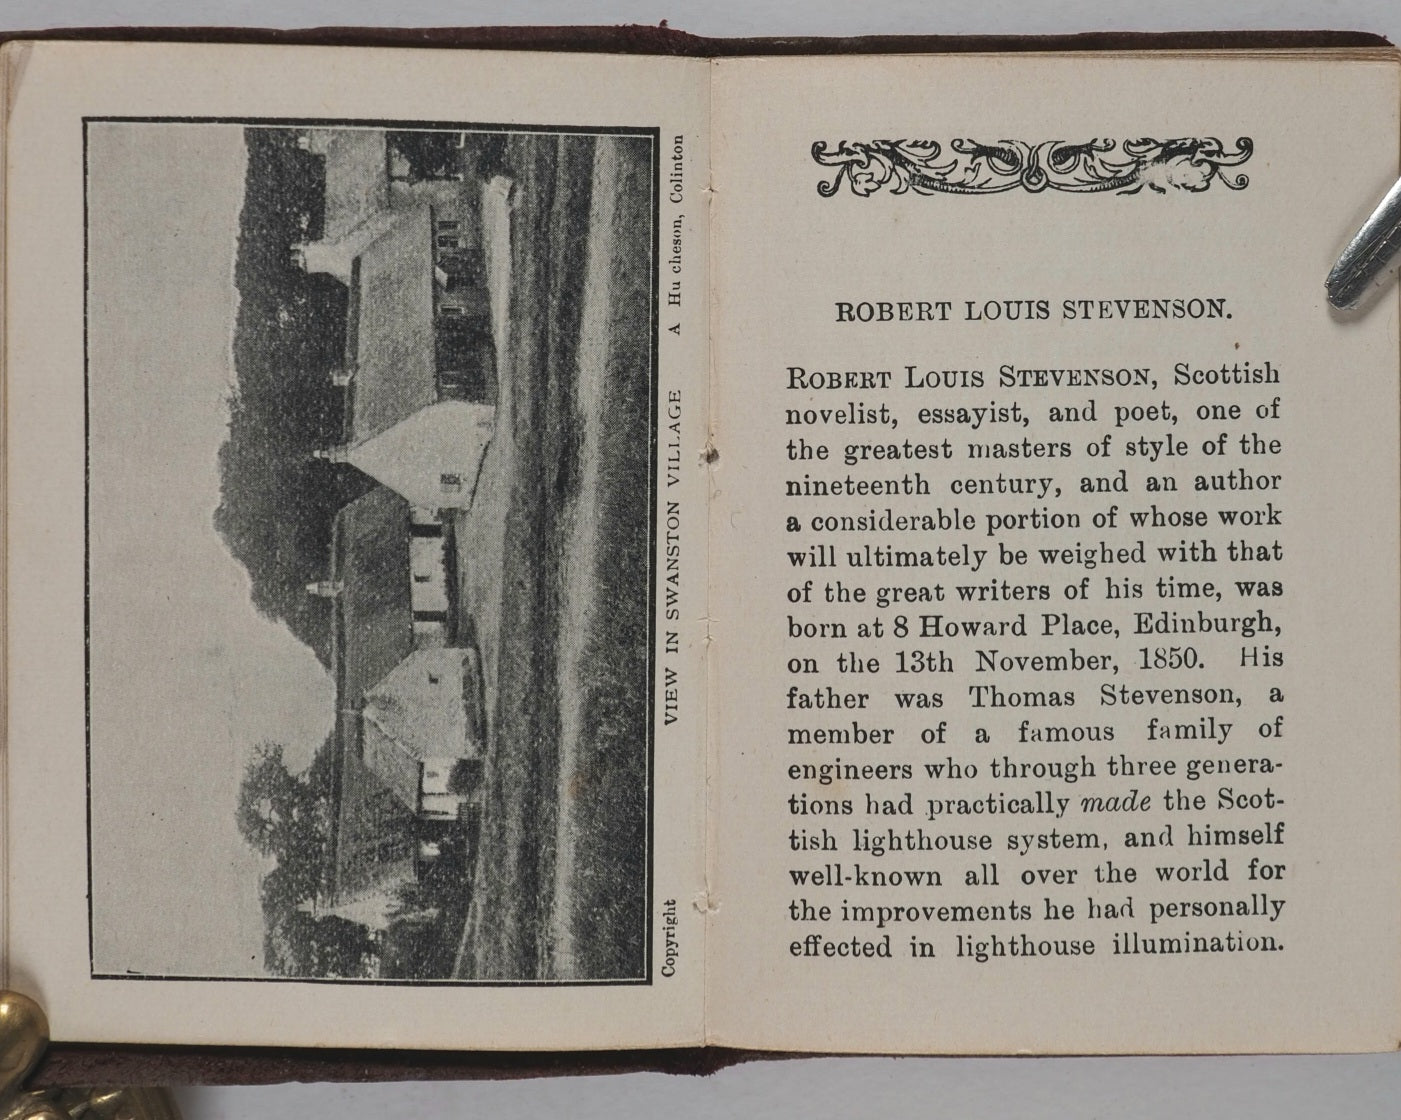 Copyright VIEW IN SWANSTON VILLAGE A Hu cheson, Colinton
ROBERT LOUIS STEVENSON.
ROBERT LOUIS STEVENSON, Scottish
novelist, essayist, and poet, one of
the greatest masters of style of the
nineteenth century, and an author
a considerable portion of whose work
will ultimately be weighed with that
of the great writers of his time, was
born at 8 Howard Place, Edinburgh,
on the 13th November, 1850. His
father was Thomas Stevenson, a
member of a famous family of
engineers who through three genera-
tions had practically made the Scot-
tish lighthouse system, and himself
well-known all over the world for
the improvements he had personally
effected in lighthouse illumination.